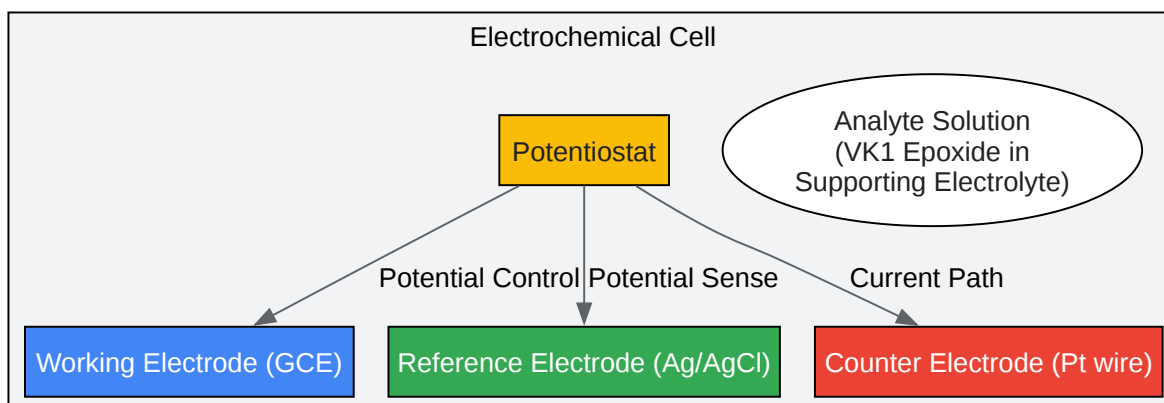 Electrochemical Cell
Potentiostat
Analyte Solution
(VK1 Epoxide in
Supporting Electrolyte)
Potential Control
Potential Sense
Current Path
Working Electrode (GCE)
Reference Electrode (Ag/AgCl)
Counter Electrode (Pt wire)